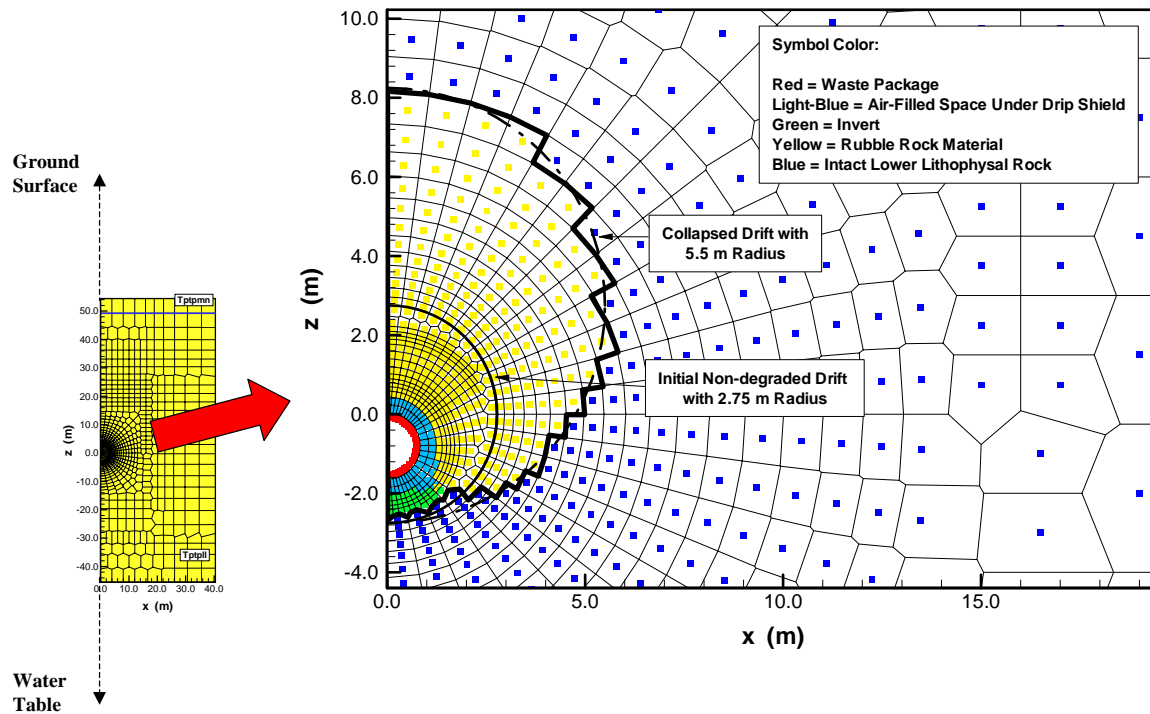 Ground
Surface
Tptpmn
50.0
40.0
30.0
20.0
10.0
0.0
-10.0
-20.0
-30.0
-40.0
z (m)
Tptpll
0.0 10.0 20.0 30.0 40.0
x (m)
Water
Table
10.0
8.0
6.0
4.0
2.0
0.0
-2.0
-4.0
z (m)
0.0 5.0 10.0 15.0
x (m)
Symbol Color:
Red = Waste Package
Light-Blue = Air-Filled Space Under Drip Shield
Green = Invert
Yellow = Rubble Rock Material
Blue = Intact Lower Lithophysal Rock
Collapsed Drift with
5.5 m Radius
Initial Non-degraded Drift
with 2.75 m Radius